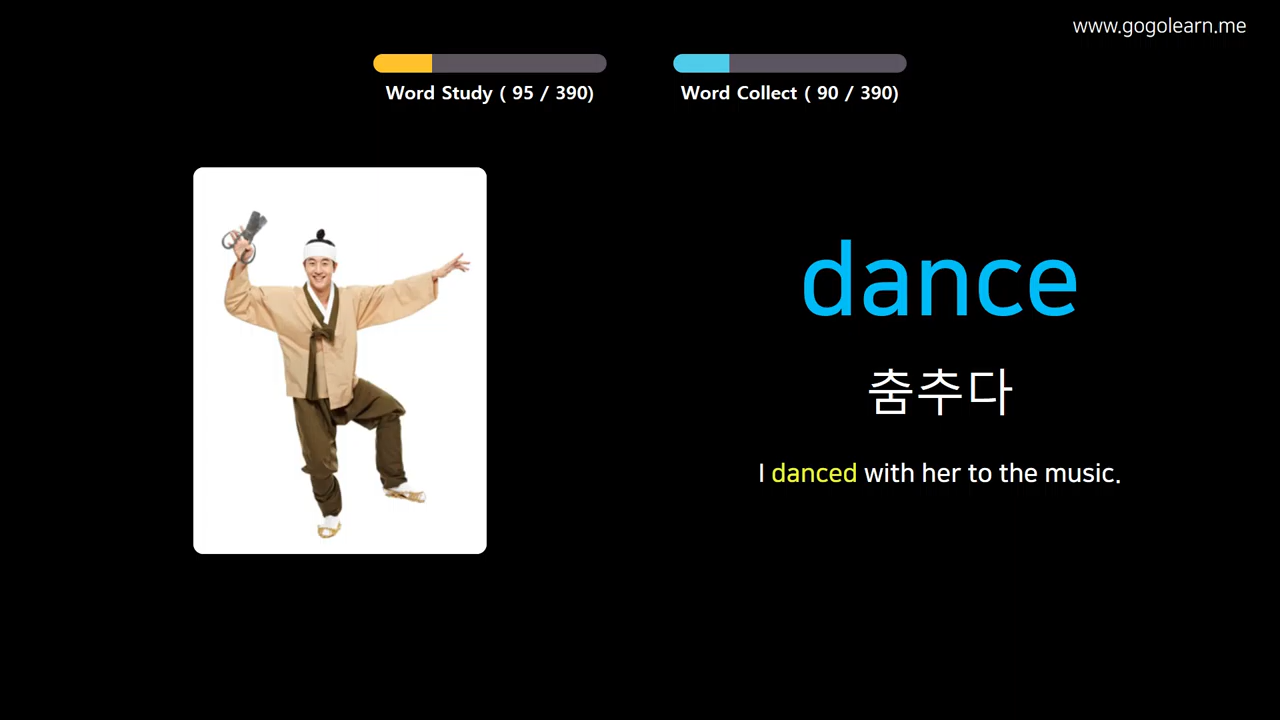 www.gogolearn.me
Word Study ( 95 / 390)
Word Collect ( 90 / 390)
dance
춤추다
I danced with her to the music.